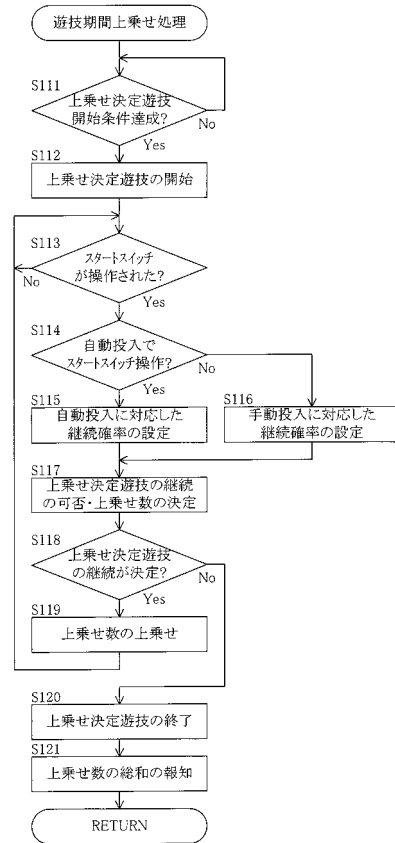 遊技期間上乗せ処理
S111
上乗せ決定遊技
開始条件達成?
No
Yes
S112
上乗せ決定遊技の開始
S113
スタートスイッチ
が操作された?
No
Yes
S114
自動投入で
スタートスイッチ操作?
No
Yes
S115
自動投入に対応した
継続確率の設定
S116
手動投入に対応した
継続確率の設定
S117
上乗せ決定遊技の継続
の可否・上乗せ数の決定
S118
上乗せ決定遊技
の継続が決定?
No
Yes
S119
上乗せ数の上乗せ
S120
上乗せ決定遊技の終了
S121
上乗せ数の総和の報知
RETURN